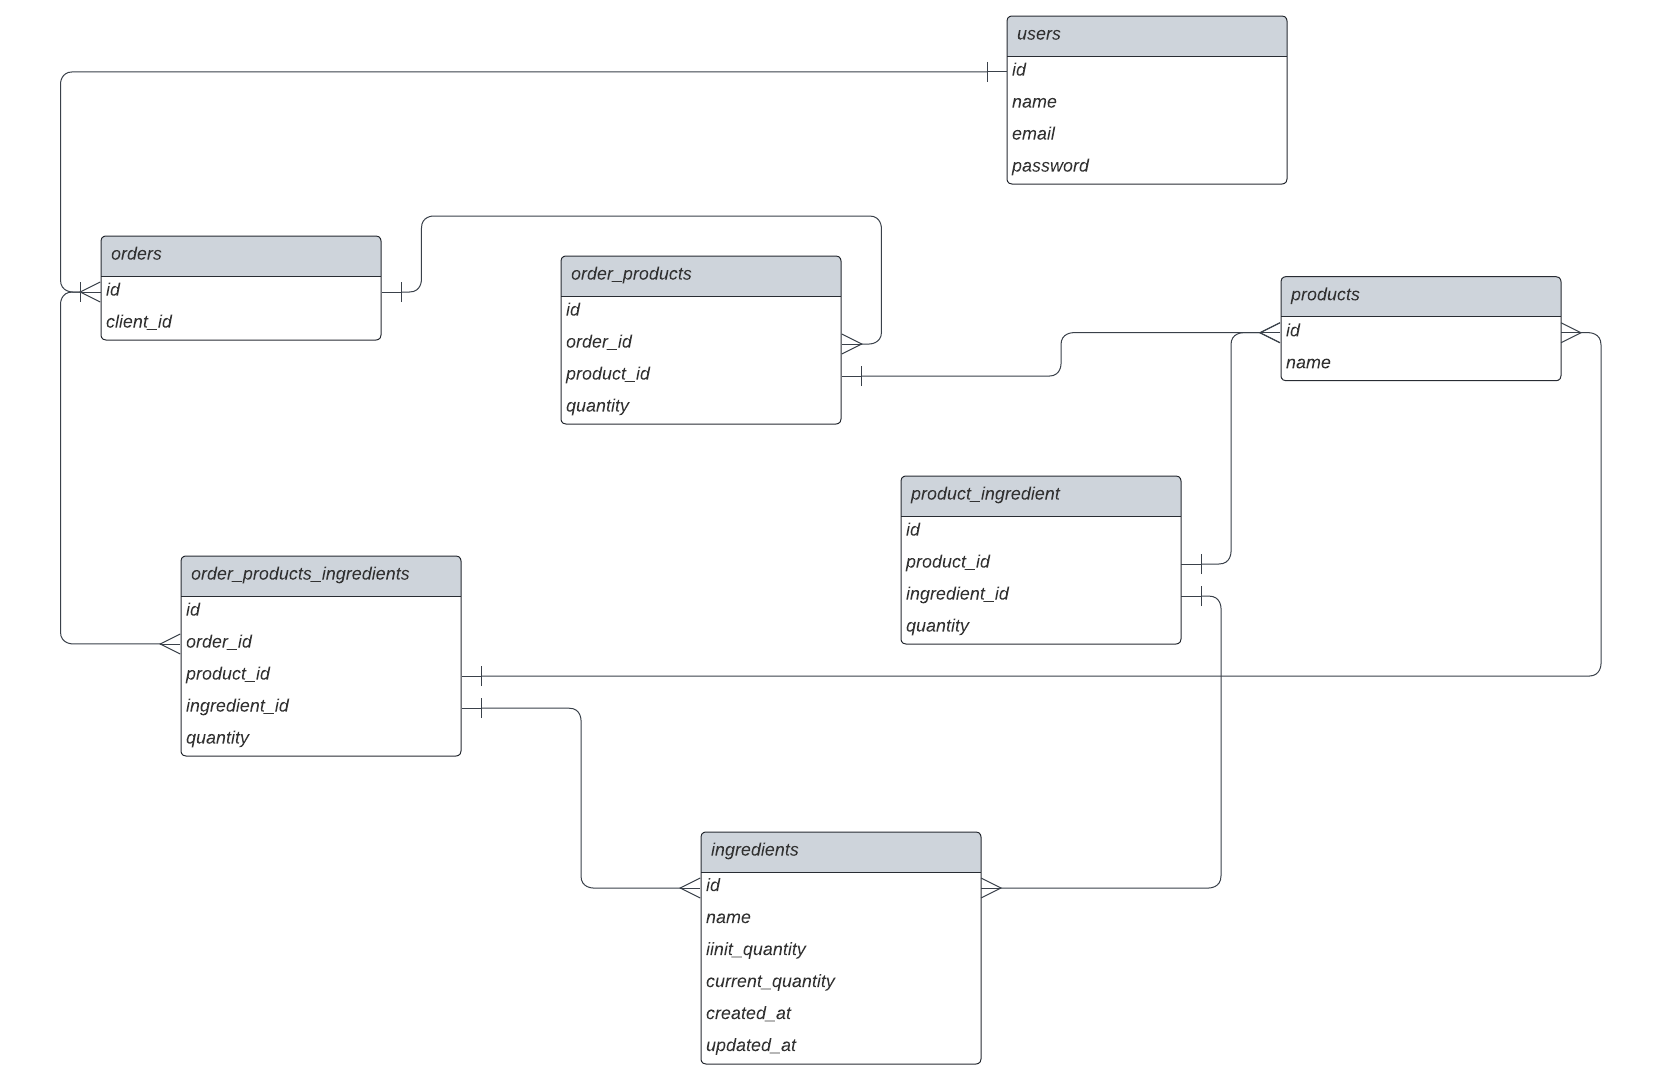 users
id
name
email
password
orders
id
client_id
order_products
id
order_id
product_id
quantity
products
id
name
product_ingredient
id
product_id
ingredient_id
quantity
order_products_ingredients
id
order_id
product_id
ingredient_id
quantity
ingredients
id
name
iinit_quantity
current_quantity
created_at
updated_at